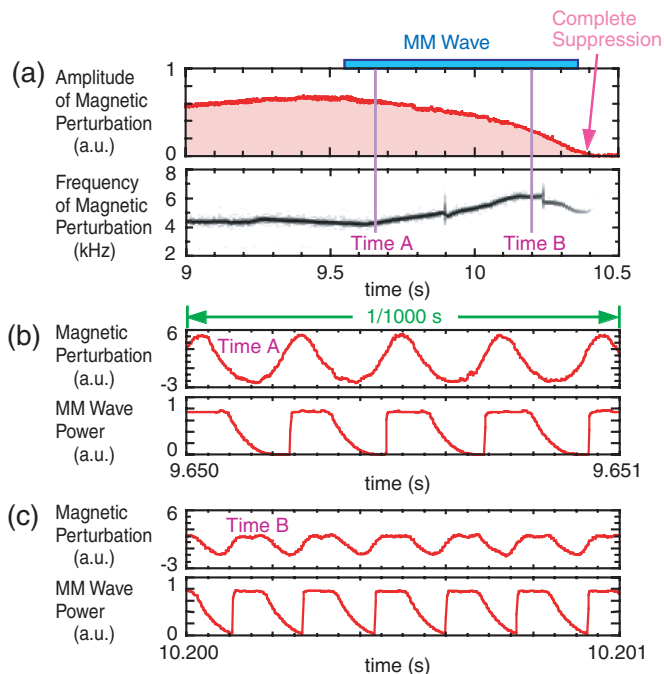 Complete
Suppression
MM Wave
(a)
Amplitude
of Magnetic
Perturbation
(a.u.)
1
0
Frequency
of Magnetic
Perturbation
(kHz)
8
6
4
2
Time A
Time B
9
9.5
10
10.5
time (s)
1/1000 s
(b)
Magnetic
Perturbation
(a.u.)
6
-3
Time A
MM Wave
Power
(a.u.)
1
0
9.650
9.651
time (s)
(c)
Magnetic
Perturbation
(a.u.)
6
-3
Time B
MM Wave
Power
(a.u.)
1
0
10.200
10.201
time (s)